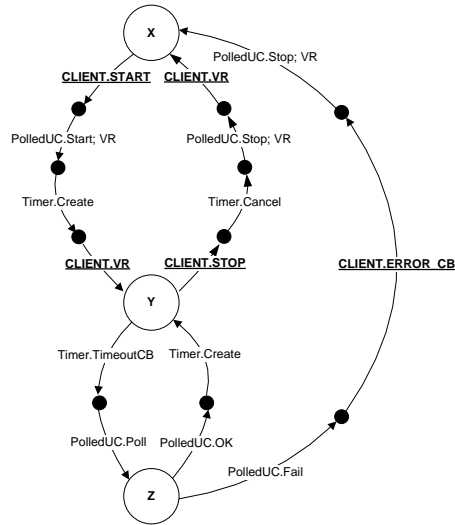 X
PolledUC.Stop; VR
CLIENT.START
CLIENT.VR
PolledUC.Start; VR
PolledUC.Stop; VR
Timer.Create
Timer.Cancel
CLIENT.VR
CLIENT.STOP
CLIENT.ERROR_CB
Y
Timer.TimeoutCB
Timer.Create
PolledUC.Poll
PolledUC.OK
PolledUC.Fail
Z